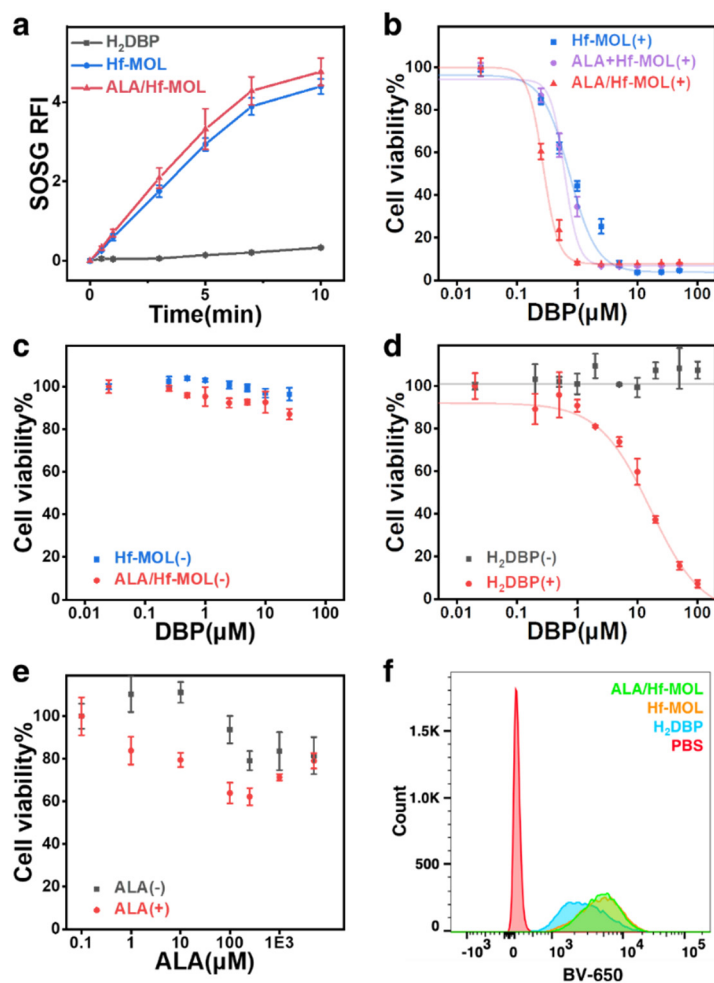 a
H₂DBP
Hf-MOL
ALA/Hf-MOL
SOSG RFI
4
2
0
0 5 10
Time(min)
b
Hf-MOL(+)
ALA+Hf-MOL(+)
ALA/Hf-MOL(+)
Cell viability%
100
80
60
40
20
0
0.01 0.1 1 10 100
DBP(μM)
c
Cell viability%
100
80
60
40
20
0
Hf-MOL(-)
ALA/Hf-MOL(-)
0.01 0.1 1 10 100
DBP(μM)
d
Cell viability%
100
80
60
40
20
0
H₂DBP(-)
H₂DBP(+)
0.01 0.1 1 10 100
DBP(μM)
e
Cell viability%
100
80
60
40
20
0
ALA(-)
ALA(+)
0.1 1 10 100 1E3
ALA(μM)
f
ALA/Hf-MOL
Hf-MOL
H₂DBP
PBS
Count
1.5K
1.0K
500
0
-10³ 0 10³ 10⁴ 10⁵
BV-650